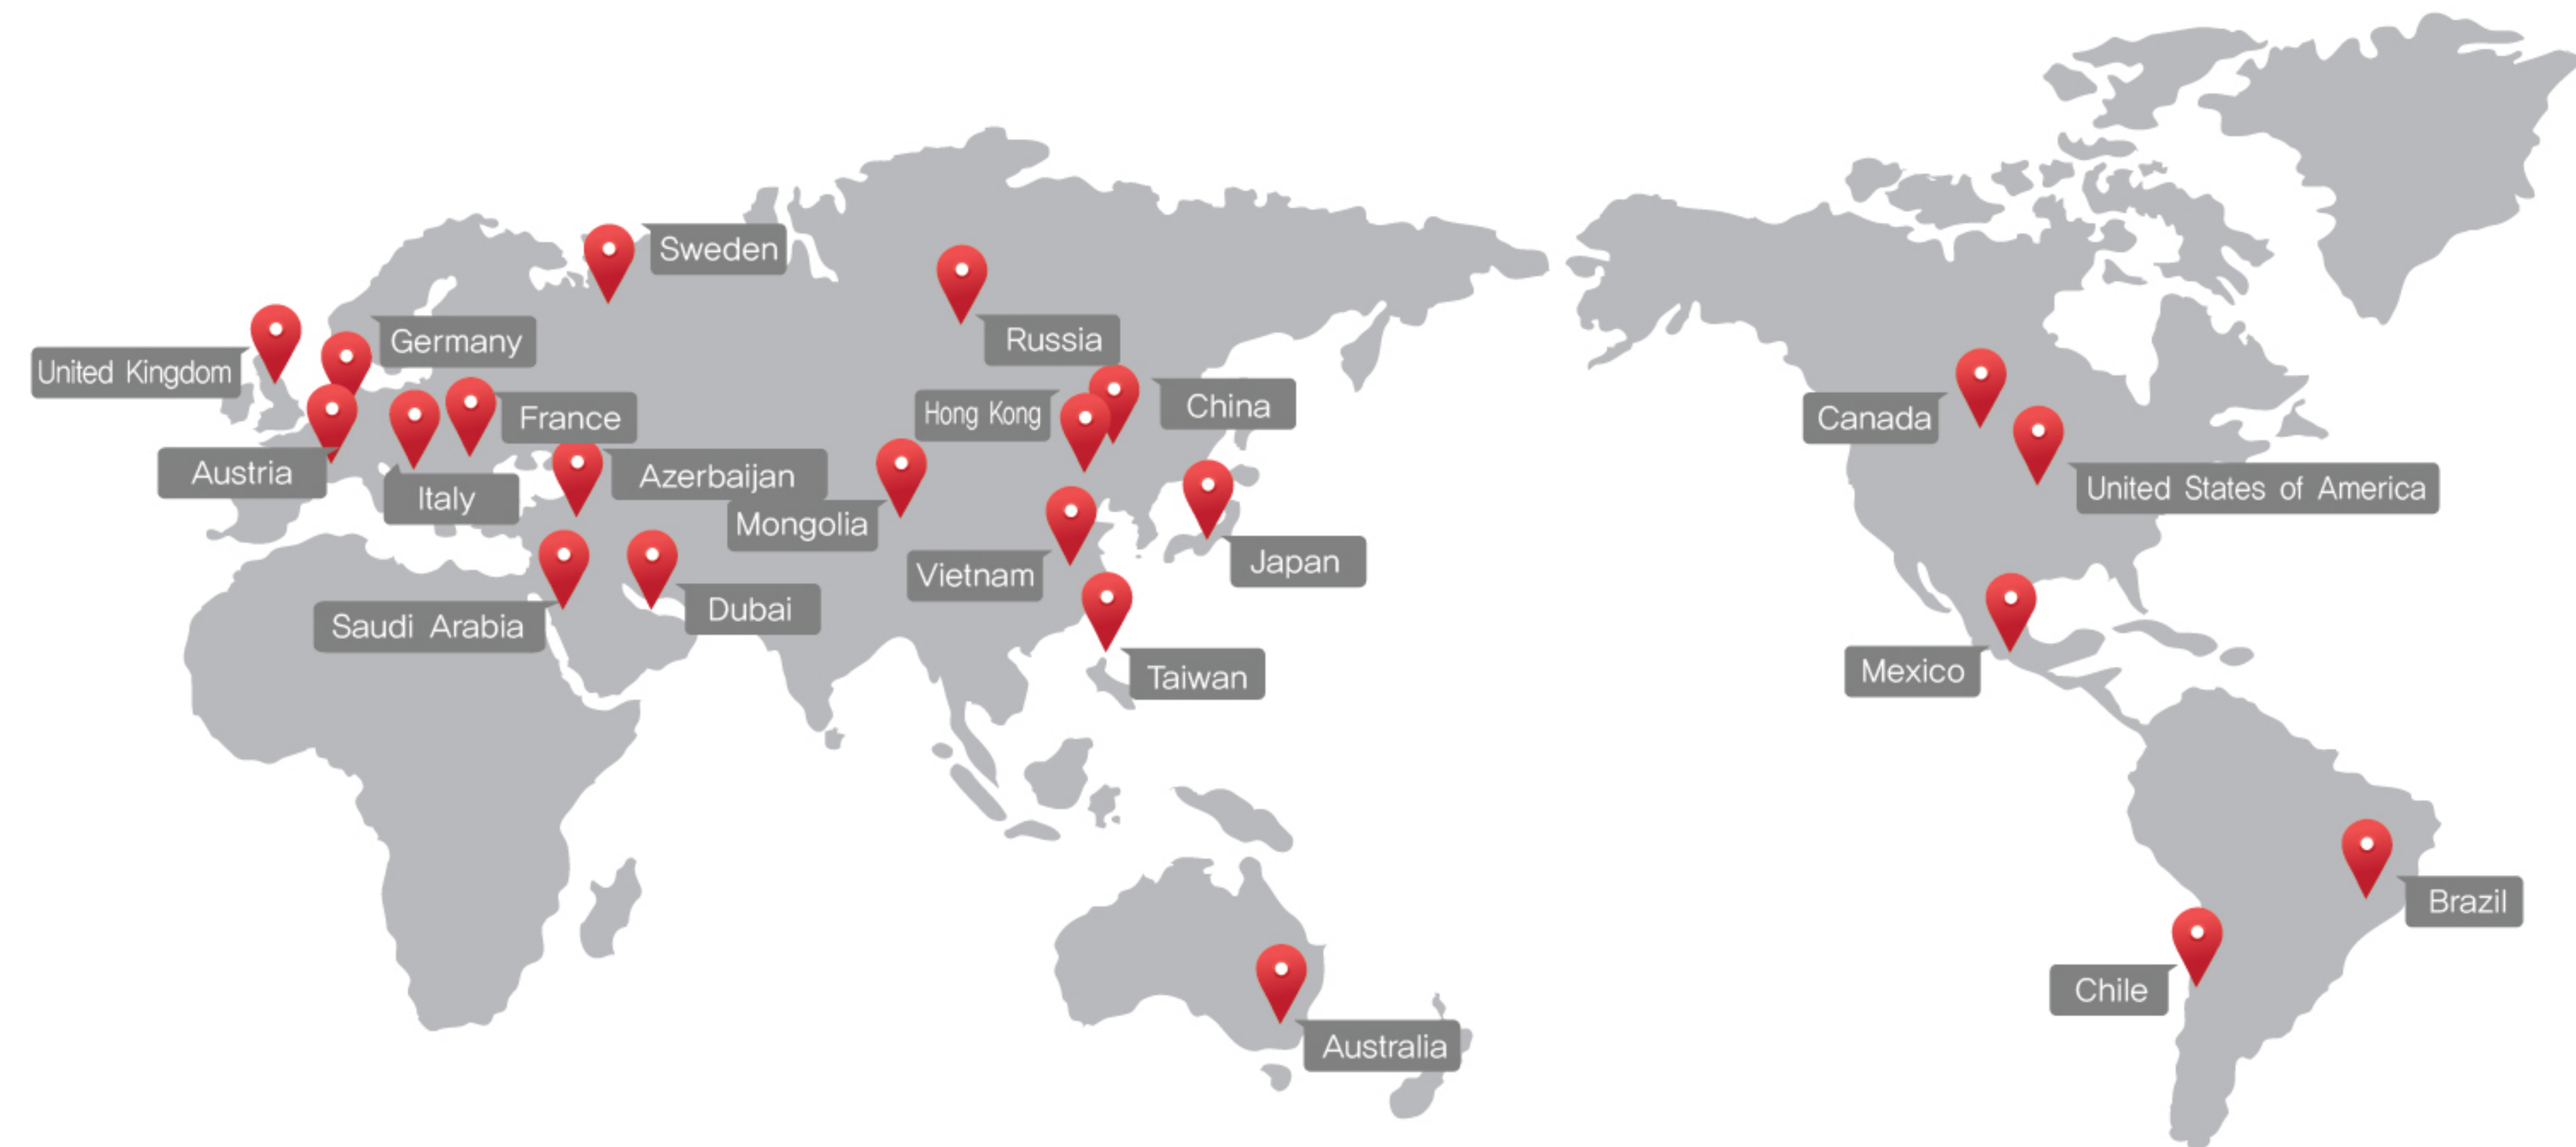 Sweden
Russia
Germany
United Kingdom
France
Hong Kong
China
Canada
Austria
Italy
Azerbaijan
Mongolia
United States of America
Vietnam
Japan
Saudi Arabia
Dubai
Taiwan
Mexico
Brazil
Chile
Australia